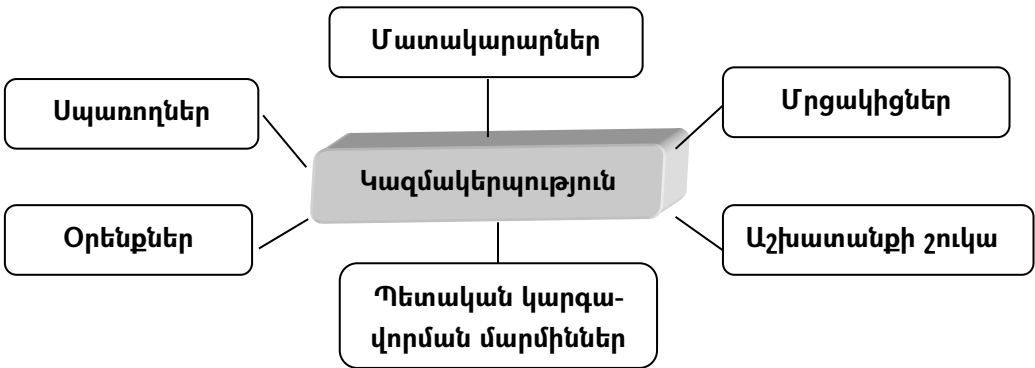 Մատակարարներ
Սպառողներ
Մրցակիցներ
Կազմակերպություն
Օրենքներ
Աշխատանքի շուկա
Պետական կարգա-
վորման մարմիններ